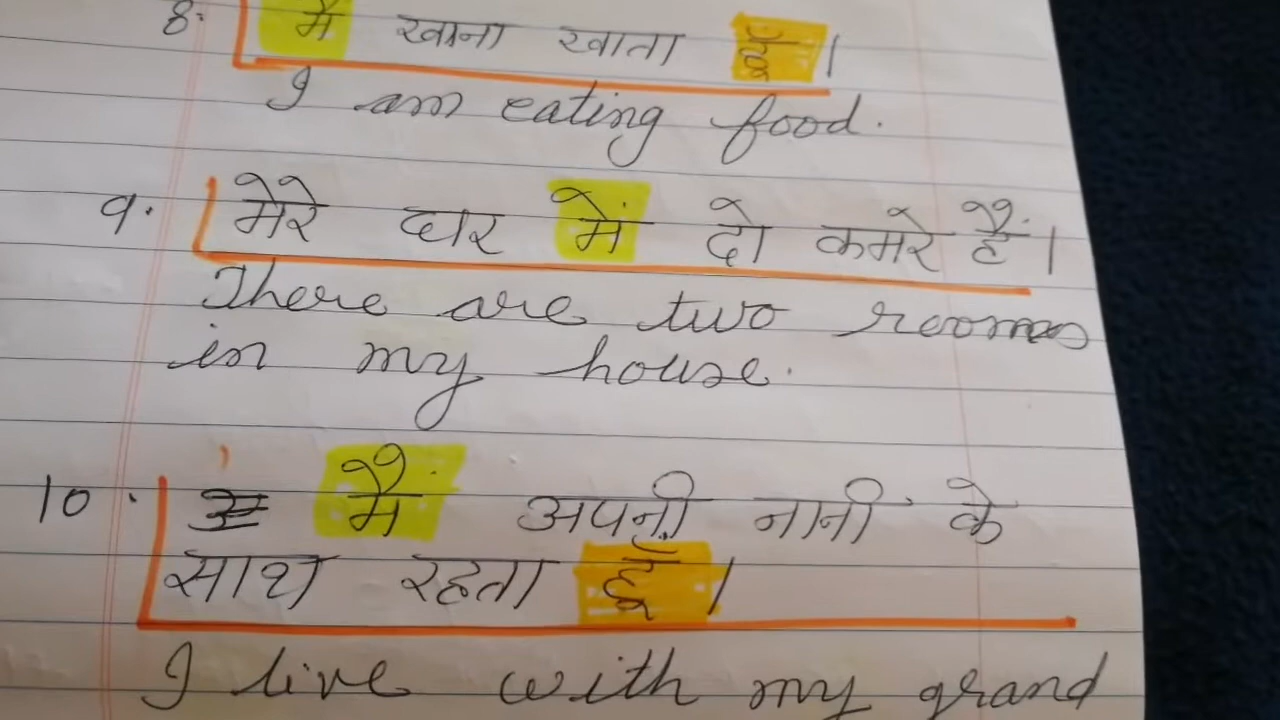 8. मैं खाना खाता हूँ।
I am eating food.
9. मेरे घर में दो कमरे हैं।
There are two rooms
in my house.
10. मैं अपनी नानी के
साथ रहता हूँ।
I live with my grand